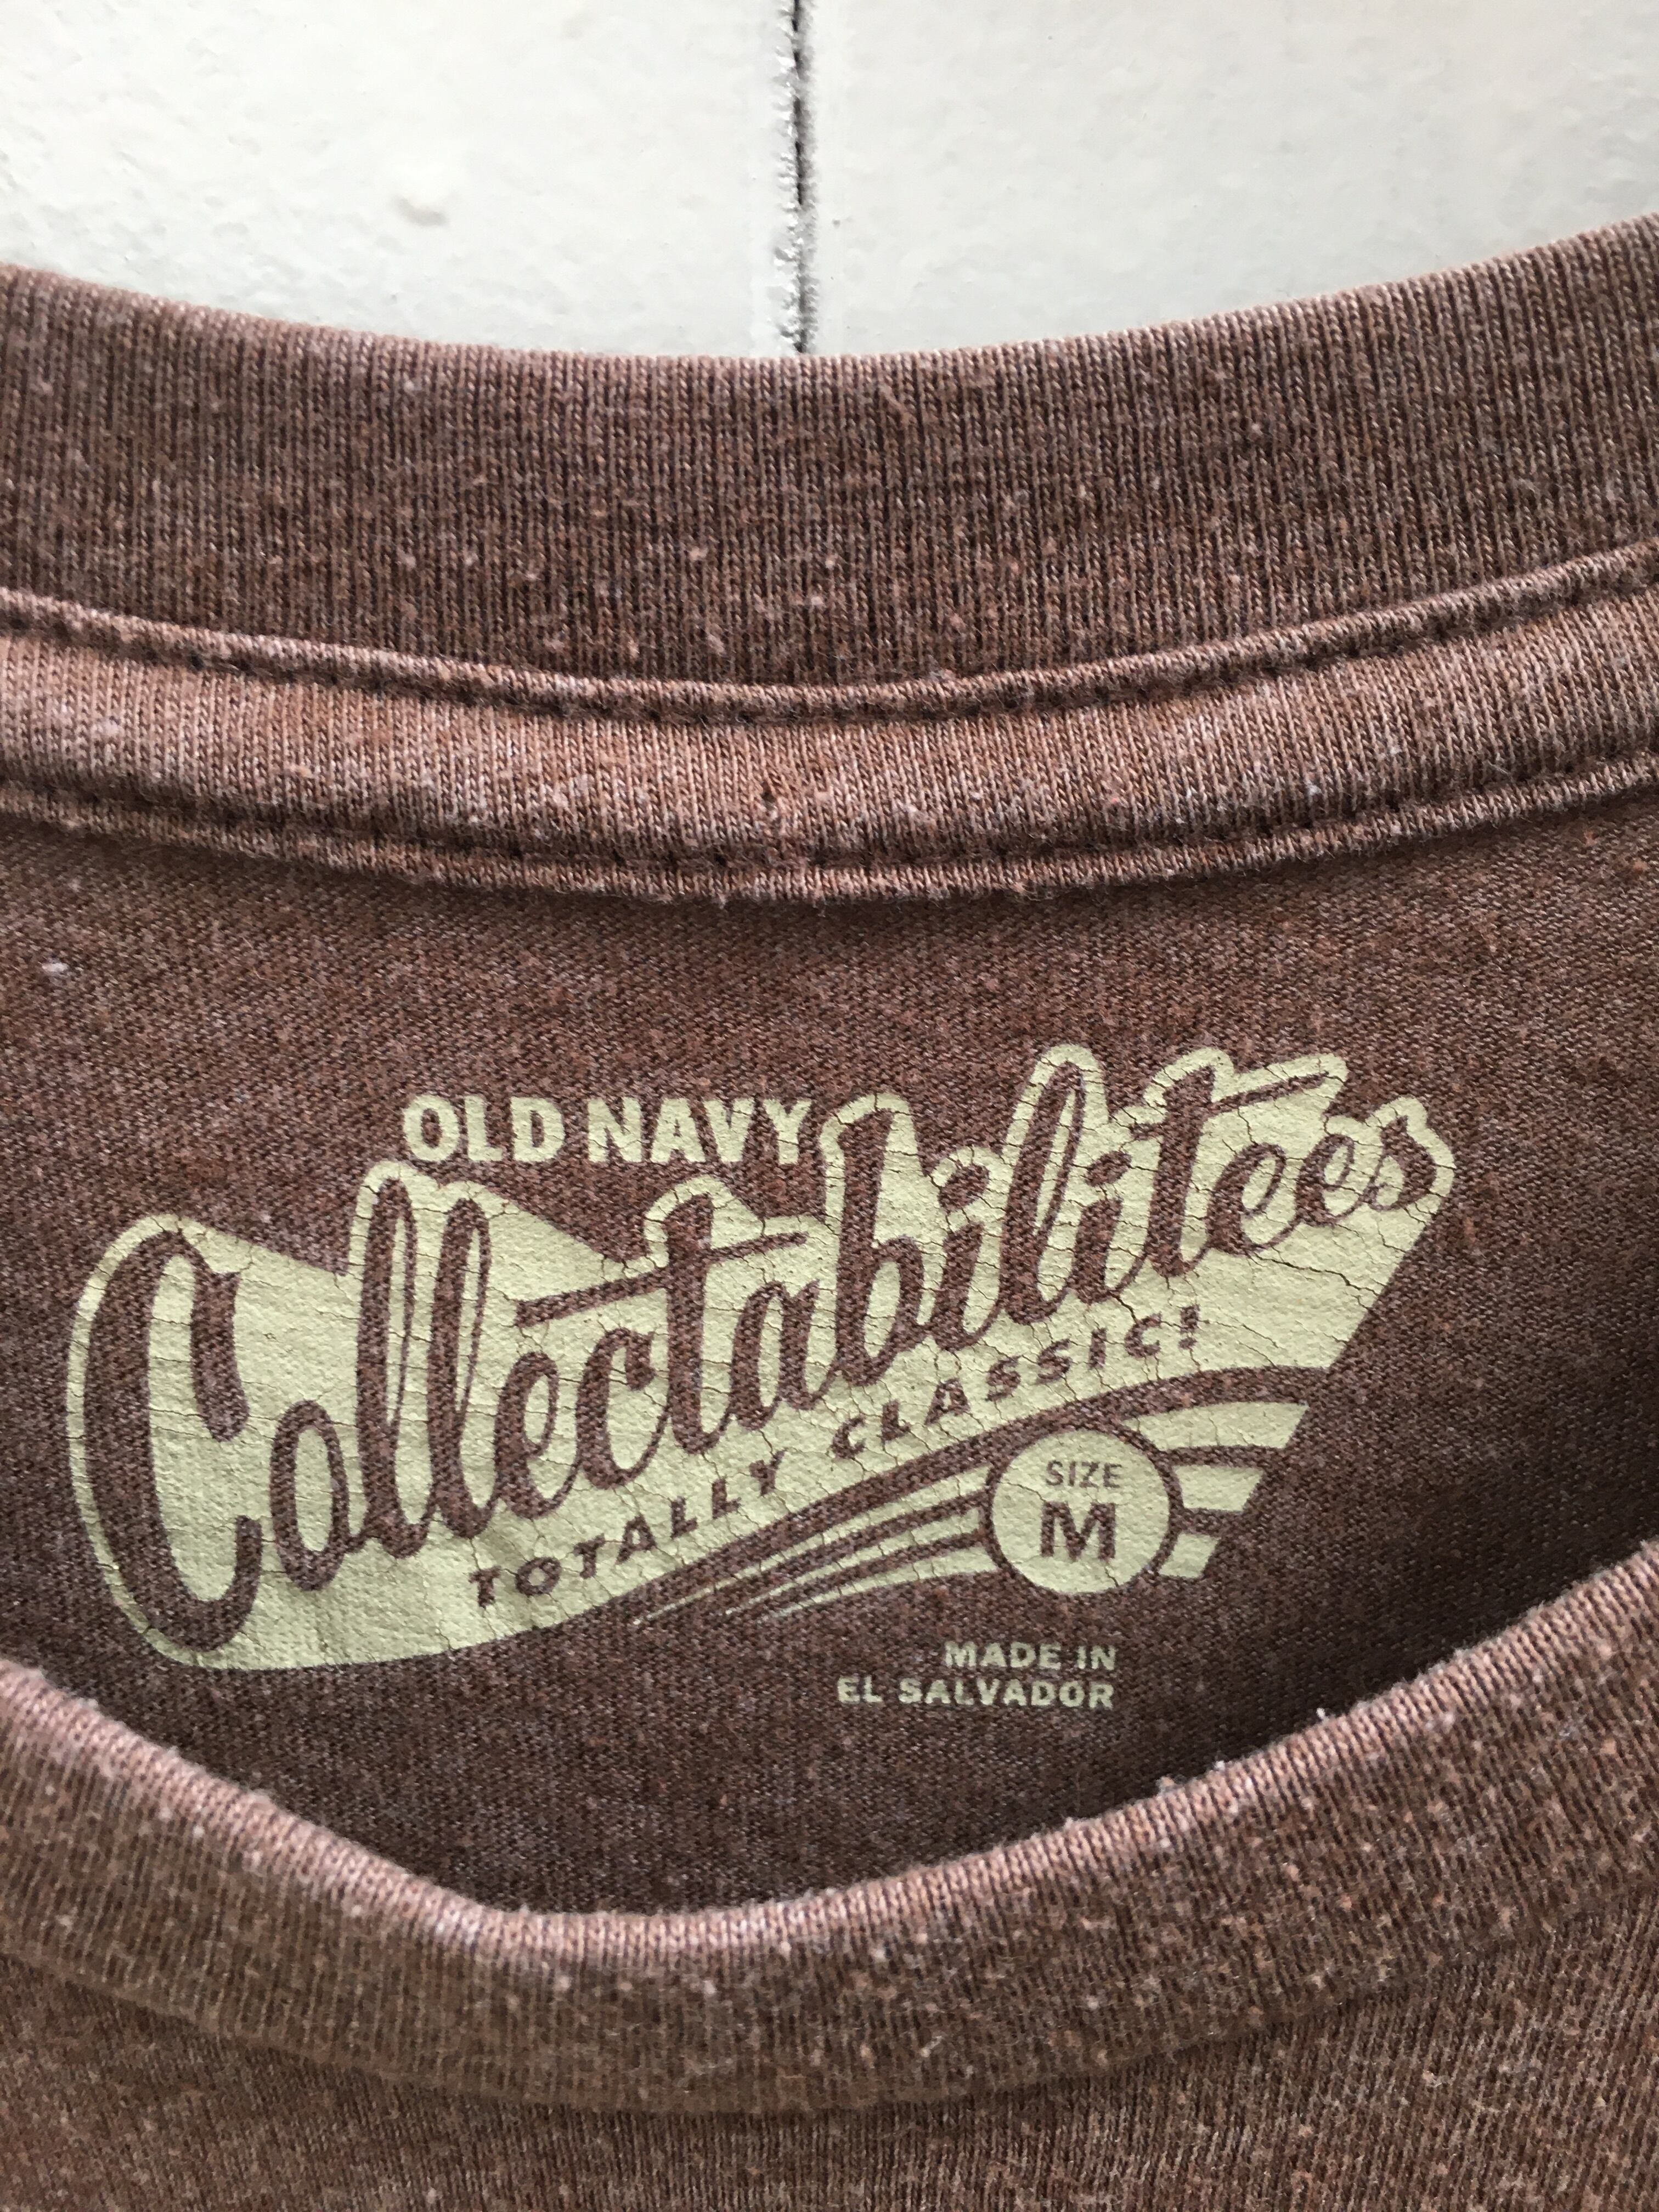 OLD NAVY
Collectabilitees
TOTALLY CLASSIC!
SIZE
M
MADE IN
EL SALVADOR